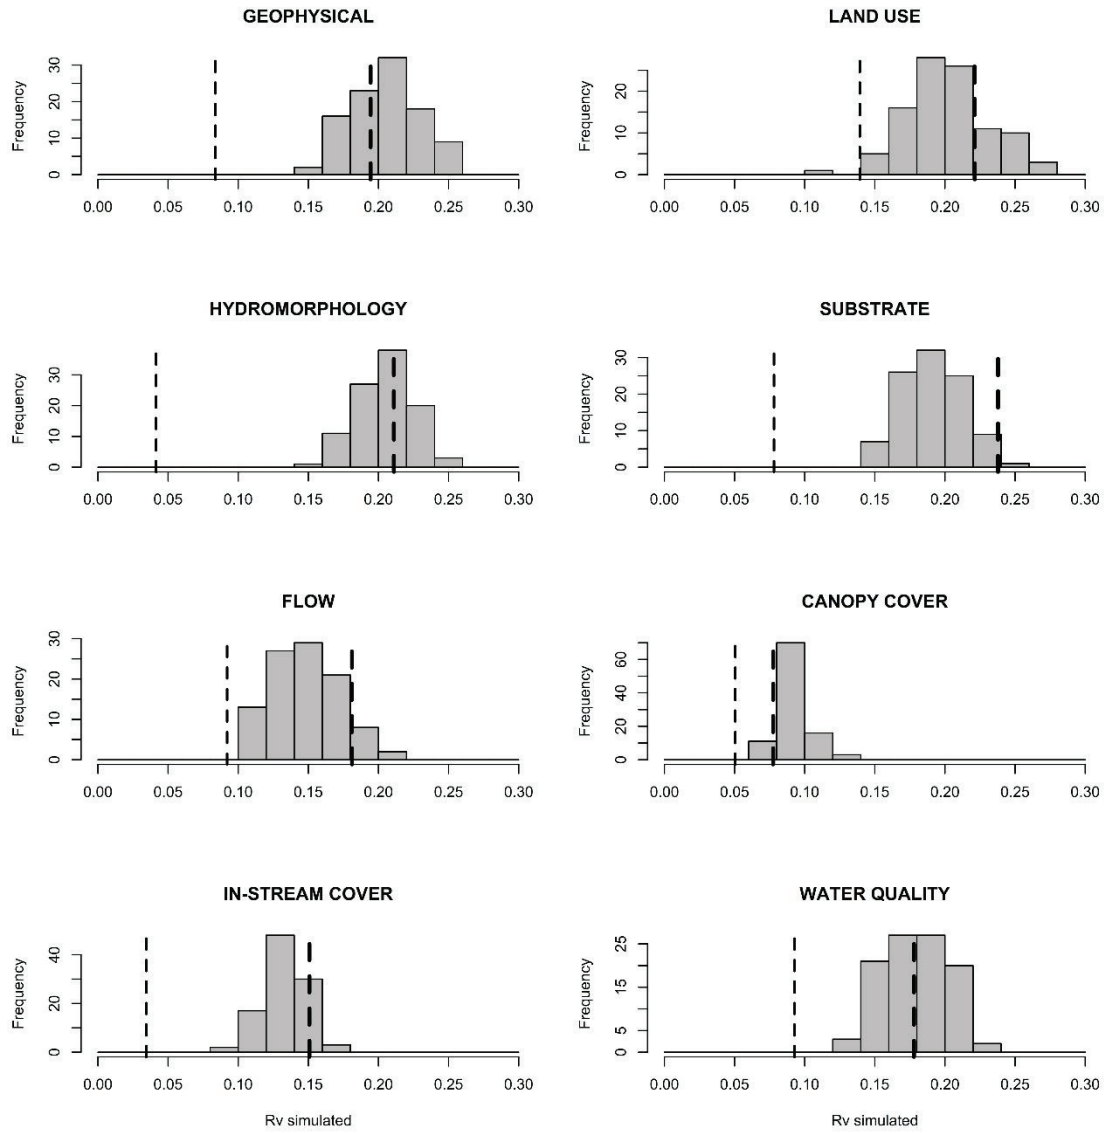 GEOPHYSICAL
Frequency
0 10 20 30
0.00 0.05 0.10 0.15 0.20 0.25 0.30
LAND USE
Frequency
0 10 20
0.00 0.05 0.10 0.15 0.20 0.25 0.30
HYDROMORPHOLOGY
Frequency
0 10 20 30
0.00 0.05 0.10 0.15 0.20 0.25 0.30
SUBSTRATE
Frequency
0 10 20 30
0.00 0.05 0.10 0.15 0.20 0.25 0.30
FLOW
Frequency
0 10 20 30
0.00 0.05 0.10 0.15 0.20 0.25 0.30
CANOPY COVER
Frequency
0 20 40 60
0.00 0.05 0.10 0.15 0.20 0.25 0.30
IN-STREAM COVER
Frequency
0 20 40
0.00 0.05 0.10 0.15 0.20 0.25 0.30
Rv simulated
WATER QUALITY
Frequency
0 5 15 25
0.00 0.05 0.10 0.15 0.20 0.25 0.30
Rv simulated